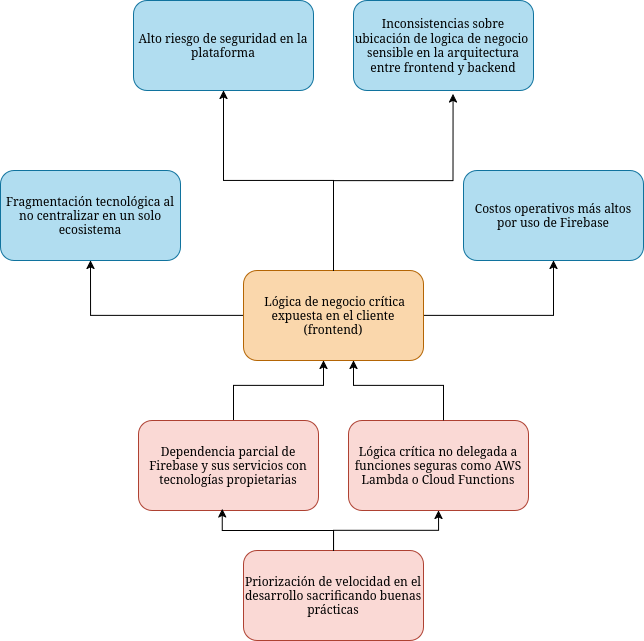 Alto riesgo de seguridad en la
plataforma
Inconsistencias sobre
ubicación de logica de negocio
sensible en la arquitectura
entre frontend y backend
Fragmentación tecnológica al
no centralizar en un solo
ecosistema
Costos operativos más altos
por uso de Firebase
Lógica de negocio crítica
expuesta en el cliente
(frontend)
Dependencia parcial de
Firebase y sus servicios con
tecnologías propietarias
Lógica crítica no delegada a
funciones seguras como AWS
Lambda o Cloud Functions
Priorización de velocidad en el
desarrollo sacrificando buenas
prácticas